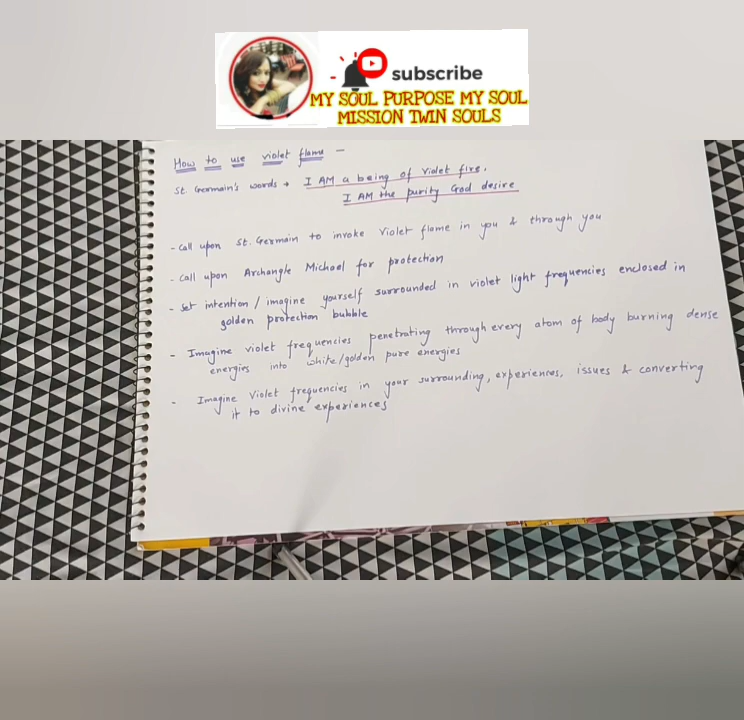 subscribe
MY SOUL PURPOSE MY SOUL
MISSION TWIN SOULS
How to use violet flame -
St Germain's words → I AM a being of violet fire,
I AM the purity God desire
- Call upon St. Germain to invoke violet flame in you & through you
- Call upon Archangle Michael for protection
- Set intention / imagine yourself surrounded in violet light frequencies enclosed in
golden protection bubble
- Imagine violet frequencies penetrating through every atom of body burning dense
energies into white/golden pure energies
- Imagine violet frequencies in your surrounding, experiences, issues & converting
it to divine experiences